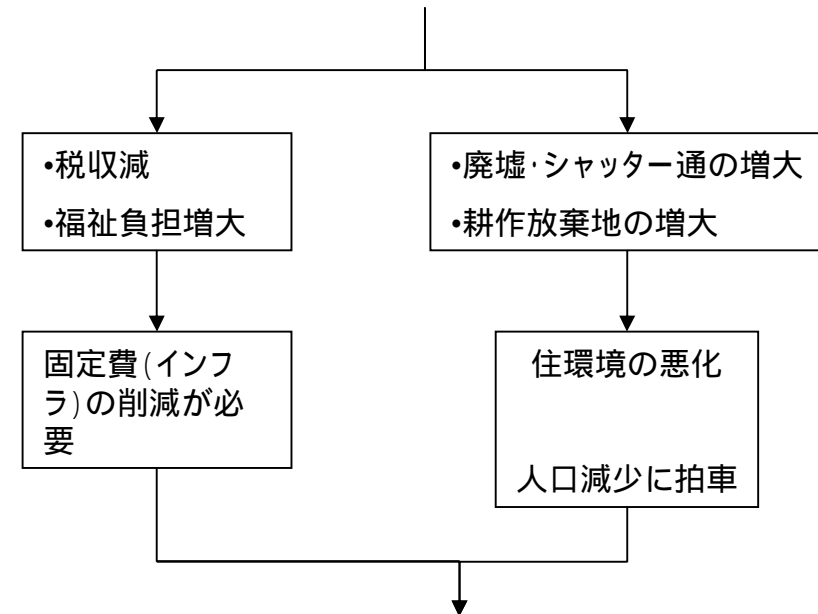 •税収減
•福祉負担増大
•廃墟・シャッター通の増大
•耕作放棄地の増大
固定費(インフ
ラ)の削減が必
要
住環境の悪化
人口減少に拍車